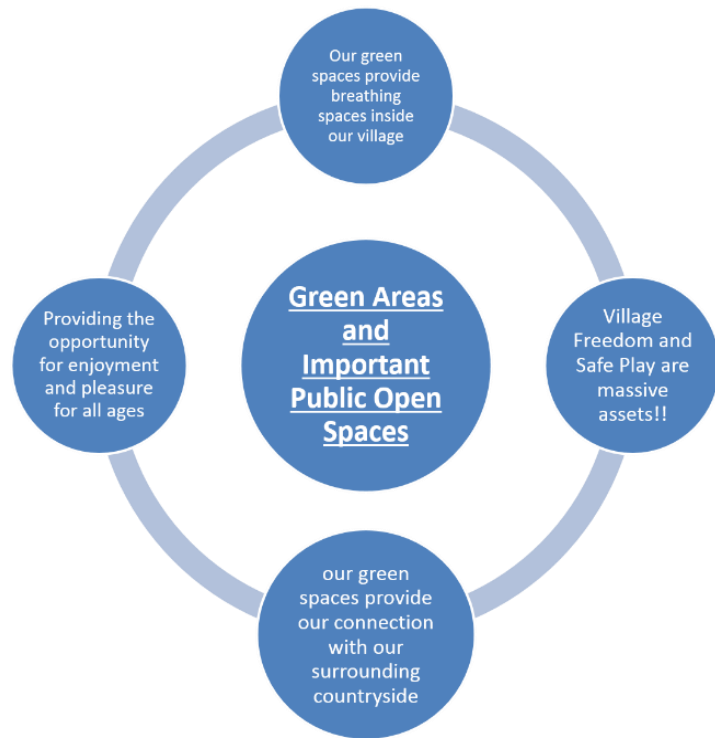 Our green
spaces provide
breathing
spaces inside
our village
Green Areas
and
Important
Public Open
Spaces
Providing the
opportunity
for enjoyment
and pleasure
for all ages
Village
Freedom and
Safe Play are
massive
assets!!
our green
spaces provide
our connection
with our
surrounding
countryside